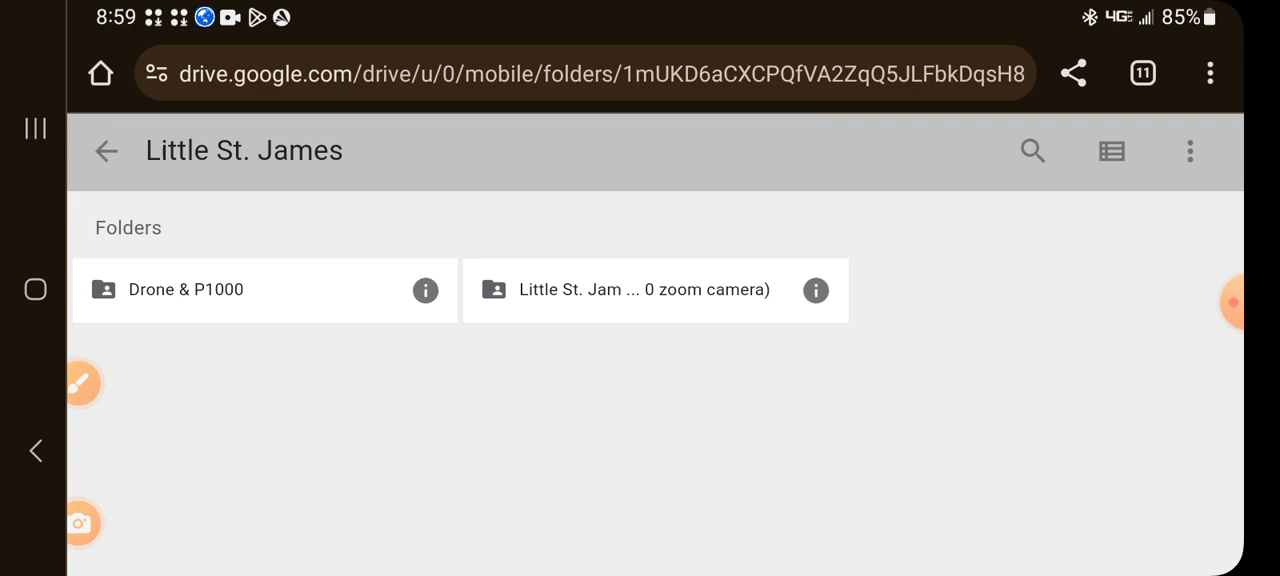 8:59
4G 85%
drive.google.com/drive/u/0/mobile/folders/1mUKD6aCXCPQfVA2ZqQ5JLFbkDqsH8
11
Little St. James
Folders
Drone & P1000
Little St. Jam ... 0 zoom camera)